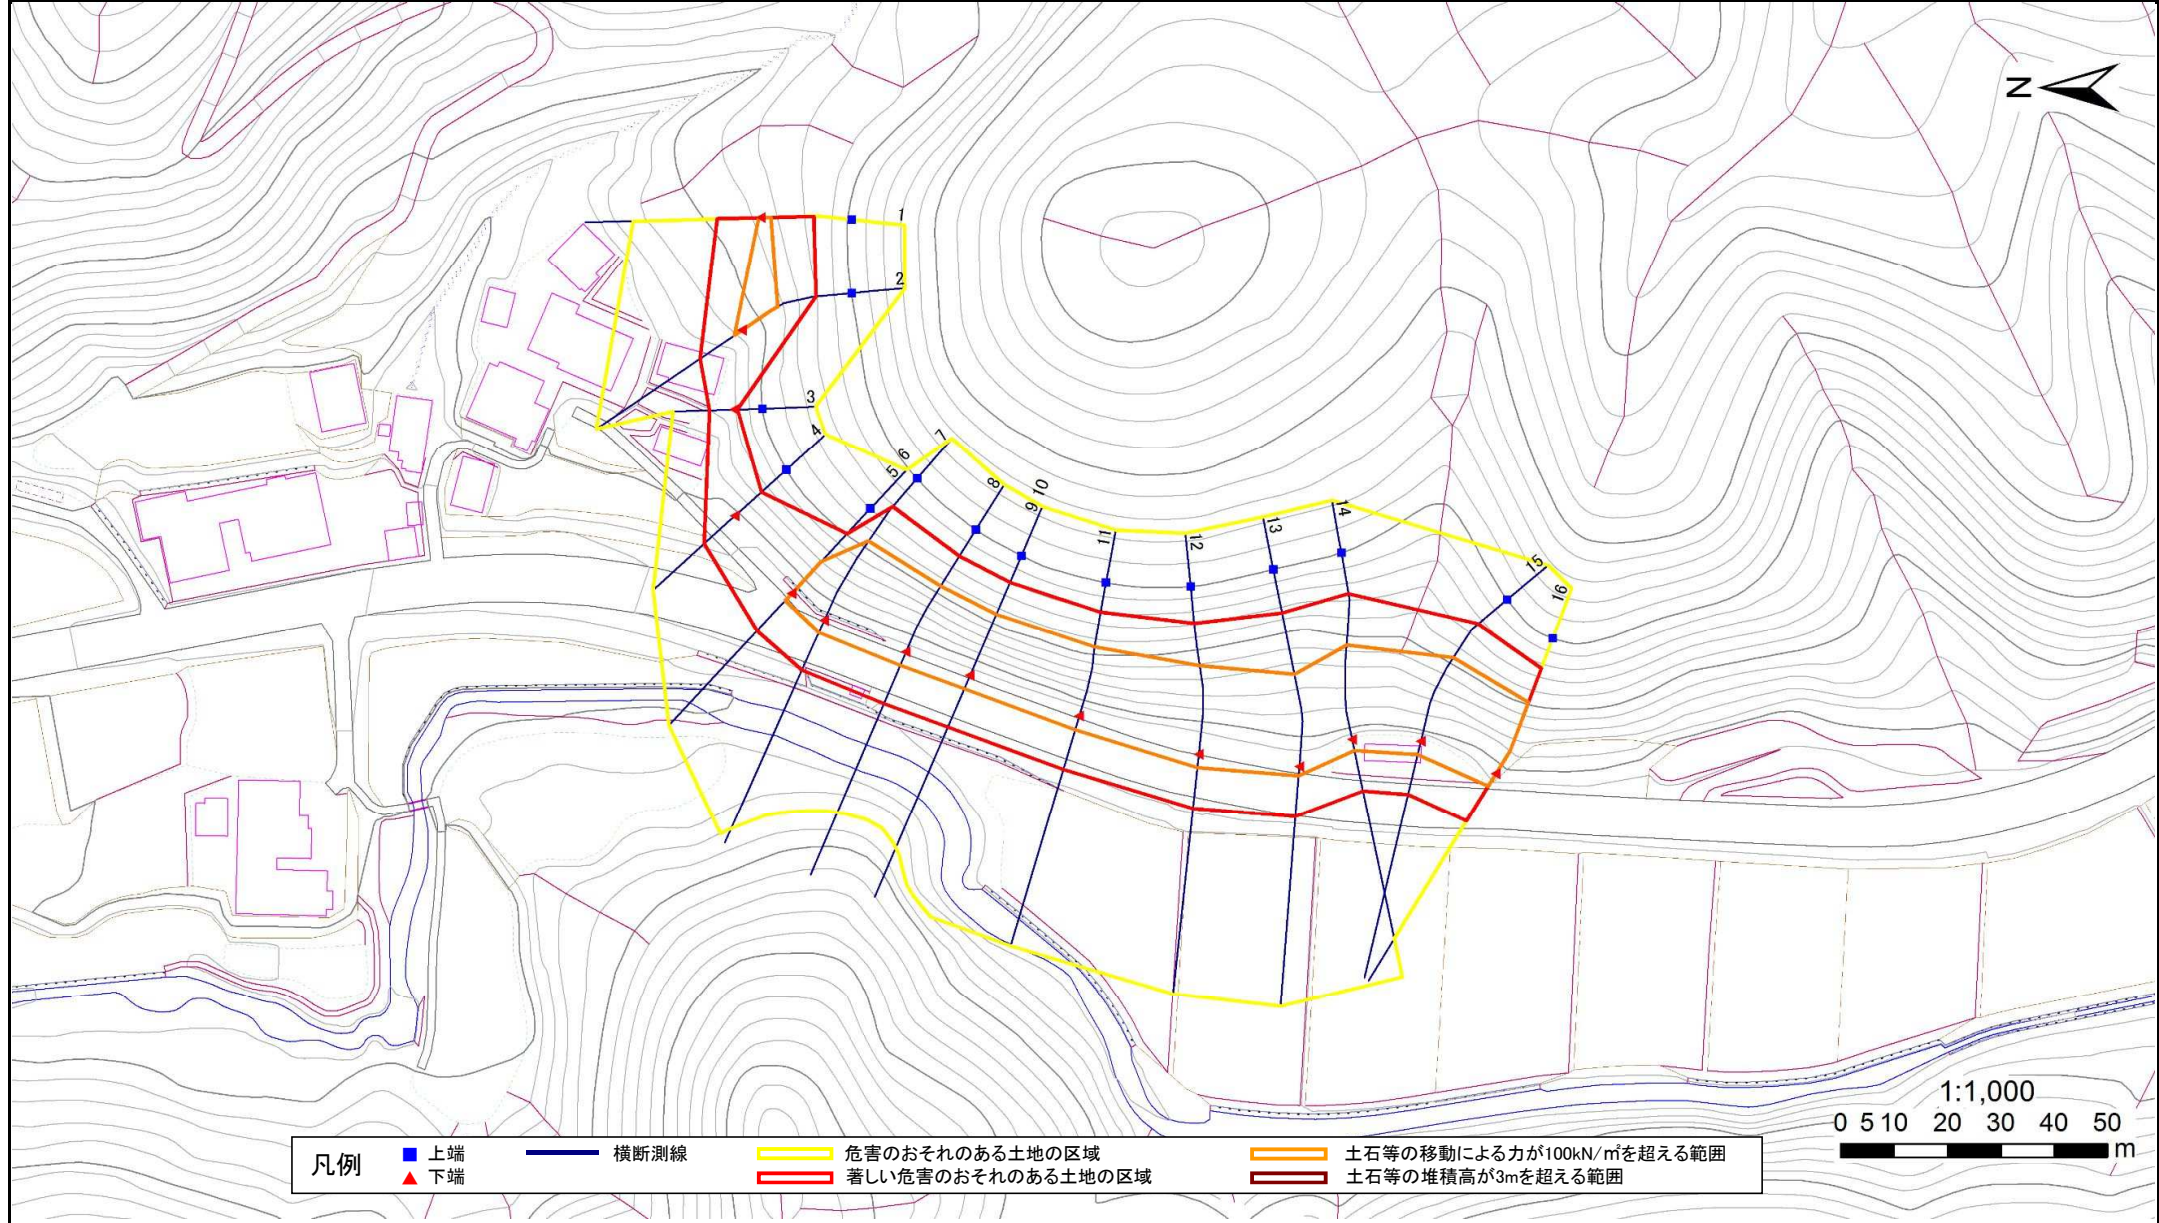 N
1
2
3
4
5
6
7
8
9
10
11
12
13
14
15
16
1:1,000
0 5 10 20 30 40 50
m
凡例
上端
横断測線
危害のおそれのある土地の区域
土石等の移動による力が100kN/㎡を超える範囲
下端
著しい危害のおそれのある土地の区域
土石等の堆積高が3mを超える範囲